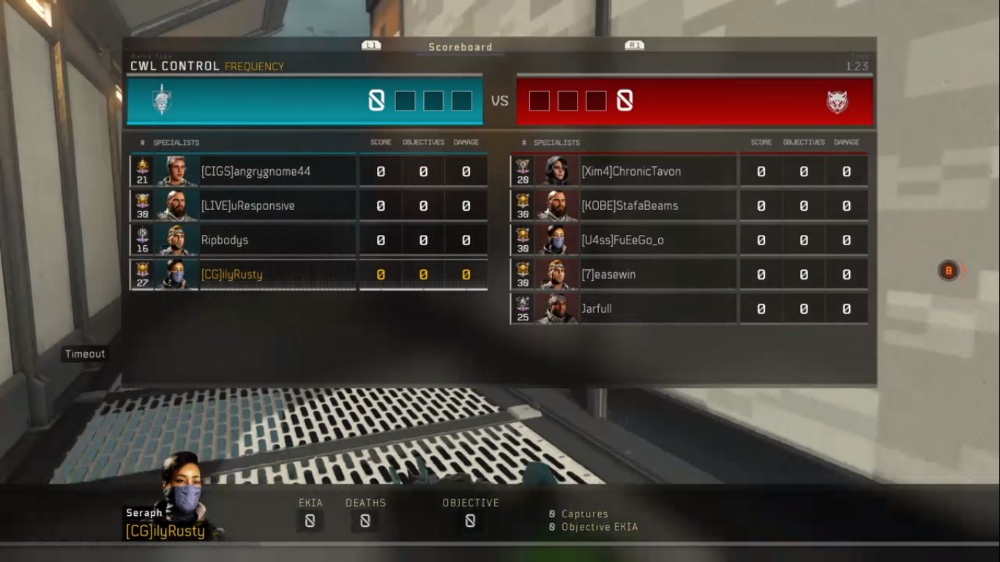 L1 Scoreboard R1
Game Type Time
CWL CONTROL FREQUENCY 1:23
0 VS 0
# SPECIALISTS SCORE OBJECTIVES DAMAGE # SPECIALISTS SCORE OBJECTIVES DAMAGE
21 [CIGS]angrygnome44 0 0 0 20 [Xim4]ChronicTavon 0 0 0
30 [LIVE]uResponsive 0 0 0 30 [KOBE]StafaBeams 0 0 0
16 Ripbodys 0 0 0 30 [U4ss]FuEeGo_o 0 0 0
27 [CG]ilyRusty 0 0 0 30 [7]easewin 0 0 0
25 Jarfull 0 0 0
B
Timeout
EKIA DEATHS OBJECTIVE
Seraph 0 0 0 0 Captures
[CG]ilyRusty 0 Objective EKIA